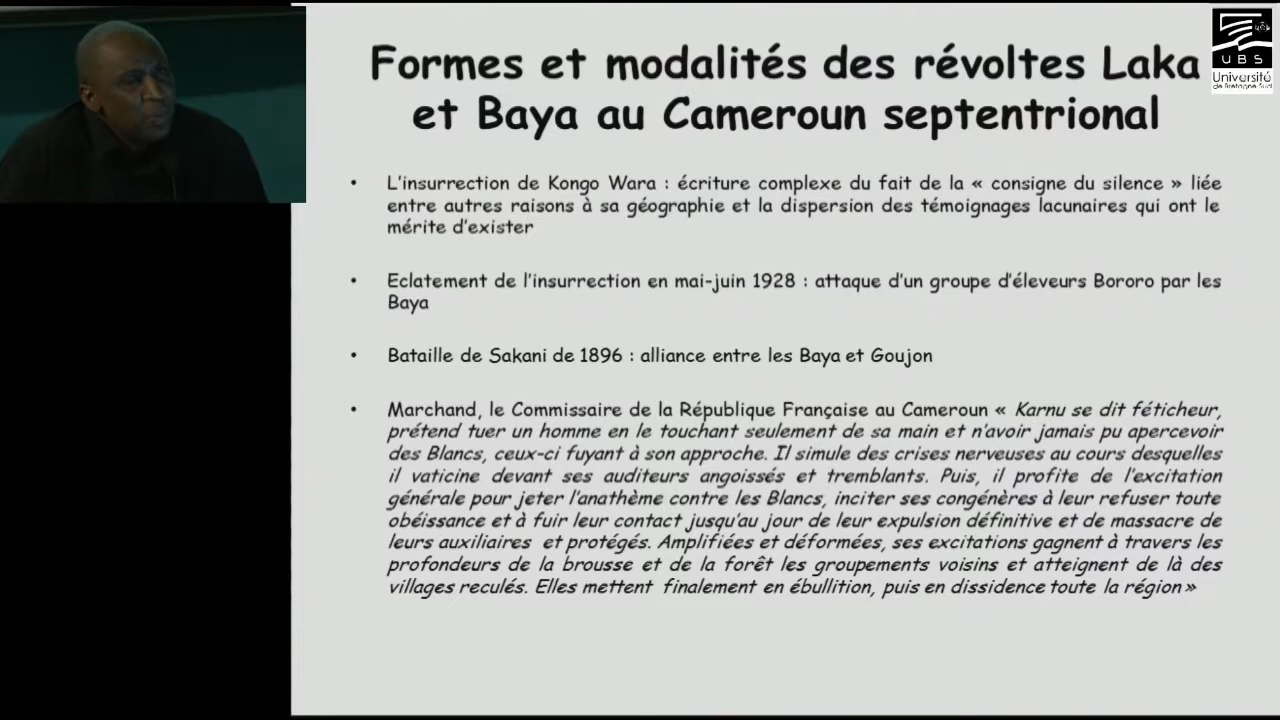 Formes et modalités des révoltes Laka
et Baya au Cameroun septentrional
UBS
Université
de Bretagne-Sud
• L'insurrection de Kongo Wara : écriture complexe du fait de la « consigne du silence » liée
entre autres raisons à sa géographie et la dispersion des témoignages lacunaires qui ont le
mérite d'exister
• Eclatement de l'insurrection en mai-juin 1928 : attaque d'un groupe d'éleveurs Bororo par les
Baya
• Bataille de Sakani de 1896 : alliance entre les Baya et Goujon
• Marchand, le Commissaire de la République Française au Cameroun « Karnu se dit féticheur,
prétend tuer un homme en le touchant seulement de sa main et n'avoir jamais pu apercevoir
des Blancs, ceux-ci fuyant à son approche. Il simule des crises nerveuses au cours desquelles
il vaticine devant ses auditeurs angoissés et tremblants. Puis, il profite de l'excitation
générale pour jeter l'anathème contre les Blancs, inciter ses congénères à leur refuser toute
obéissance et à fuir leur contact jusqu'au jour de leur expulsion définitive et de massacre de
leurs auxiliaires et protégés. Amplifiées et déformées, ses excitations gagnent à travers les
profondeurs de la brousse et de la forêt les groupements voisins et atteignent de là des
villages reculés. Elles mettent finalement en ébullition, puis en dissidence toute la région »